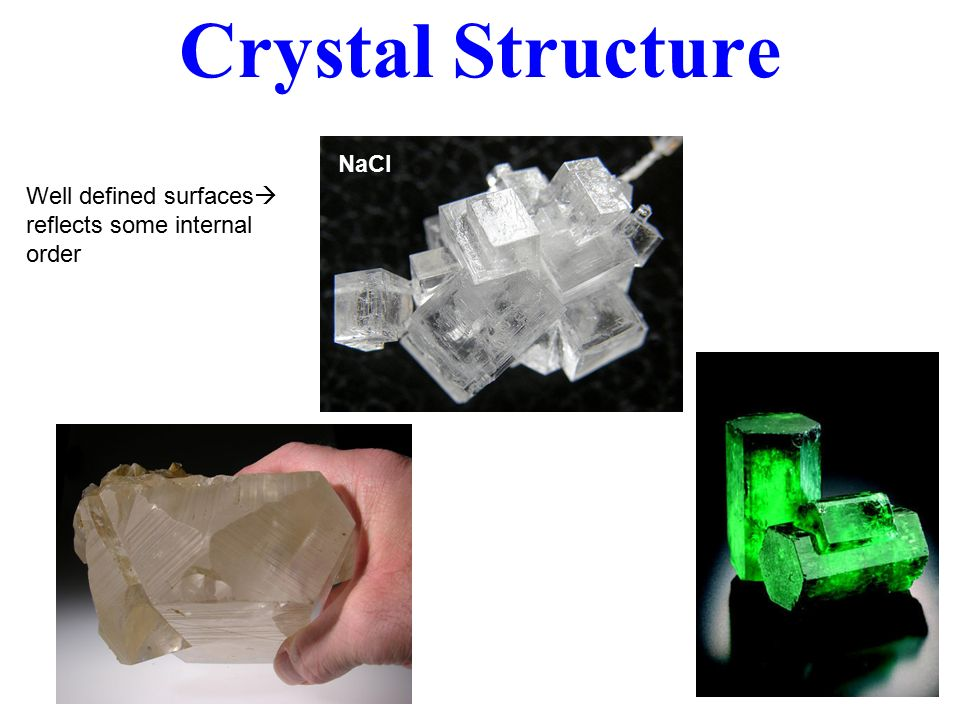 Crystal Structure
NaCl
Well defined surfaces→
reflects some internal
order